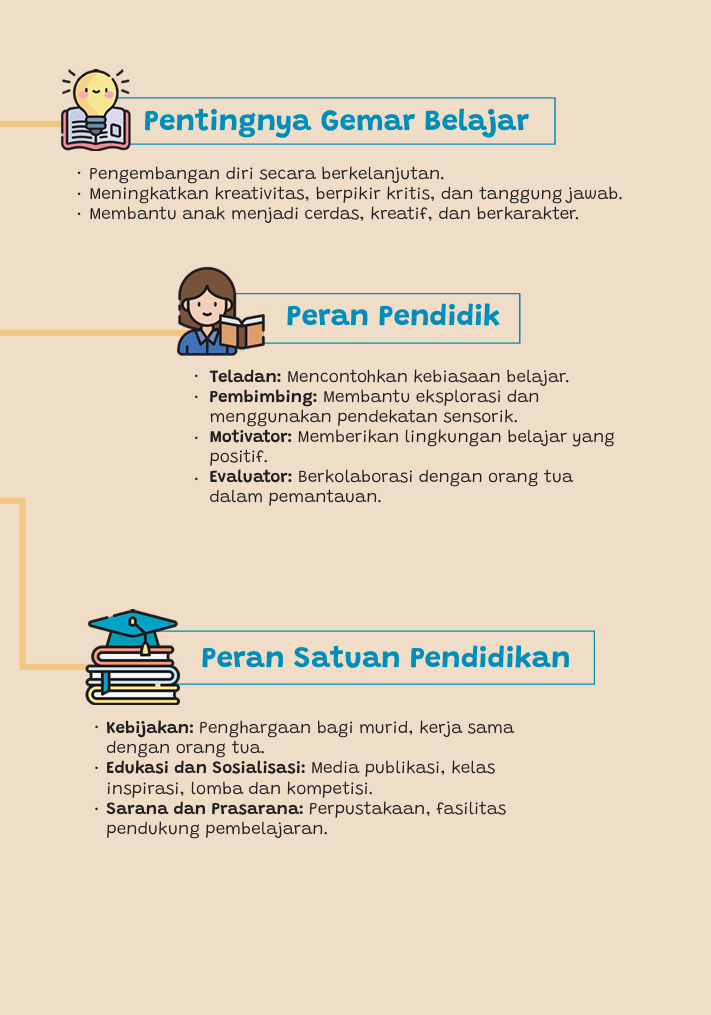 Pentingnya Gemar Belajar
· Pengembangan diri secara berkelanjutan.
· Meningkatkan kreativitas, berpikir kritis, dan tanggung jawab.
· Membantu anak menjadi cerdas, kreatif, dan berkarakter.
Peran Pendidik
· Teladan: Mencontohkan kebiasaan belajar.
· Pembimbing: Membantu eksplorasi dan
menggunakan pendekatan sensorik.
· Motivator: Memberikan lingkungan belajar yang
positif.
· Evaluator: Berkolaborasi dengan orang tua
dalam pemantauan.
Peran Satuan Pendidikan
· Kebijakan: Penghargaan bagi murid, kerja sama
dengan orang tua.
· Edukasi dan Sosialisasi: Media publikasi, kelas
inspirasi, lomba dan kompetisi.
· Sarana dan Prasarana: Perpustakaan, fasilitas
pendukung pembelajaran.